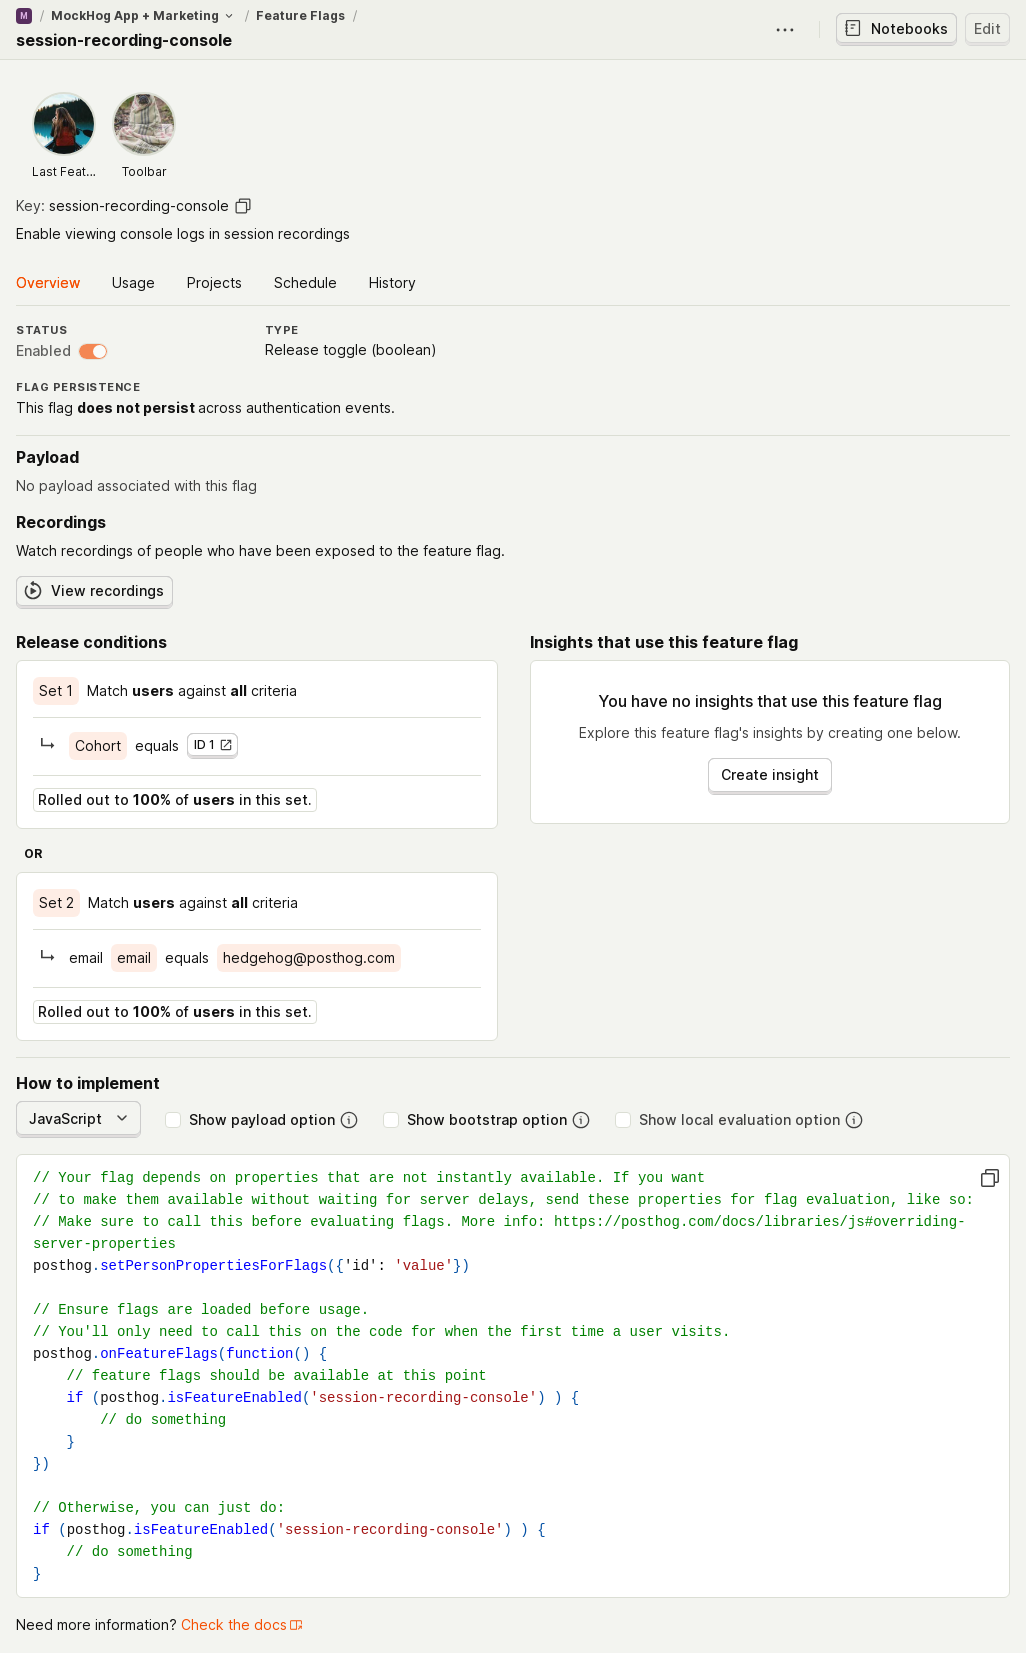 M / MockHog App + Marketing / Feature Flags /
session-recording-console
Notebooks
Edit
Last Feat...
Toolbar
Key: session-recording-console
Enable viewing console logs in session recordings
Overview Usage Projects Schedule History
STATUS
Enabled
TYPE
Release toggle (boolean)
FLAG PERSISTENCE
This flag does not persist across authentication events.
Payload
No payload associated with this flag
Recordings
Watch recordings of people who have been exposed to the feature flag.
View recordings
Release conditions
Set 1 Match users against all criteria
Cohort equals ID 1
Rolled out to 100% of users in this set.
OR
Set 2 Match users against all criteria
email email equals hedgehog@posthog.com
Rolled out to 100% of users in this set.
Insights that use this feature flag
You have no insights that use this feature flag
Explore this feature flag's insights by creating one below.
Create insight
How to implement
JavaScript Show payload option Show bootstrap option Show local evaluation option
// Your flag depends on properties that are not instantly available. If you want
// to make them available without waiting for server delays, send these properties for flag evaluation, like so:
// Make sure to call this before evaluating flags. More info: https://posthog.com/docs/libraries/js#overriding-
server-properties
posthog.setPersonPropertiesForFlags({'id': 'value'})
// Ensure flags are loaded before usage.
// You'll only need to call this on the code for when the first time a user visits.
posthog.onFeatureFlags(function() {
    // feature flags should be available at this point
    if (posthog.isFeatureEnabled('session-recording-console') ) {
        // do something
    }
})
// Otherwise, you can just do:
if (posthog.isFeatureEnabled('session-recording-console') ) {
    // do something
}
Need more information? Check the docs